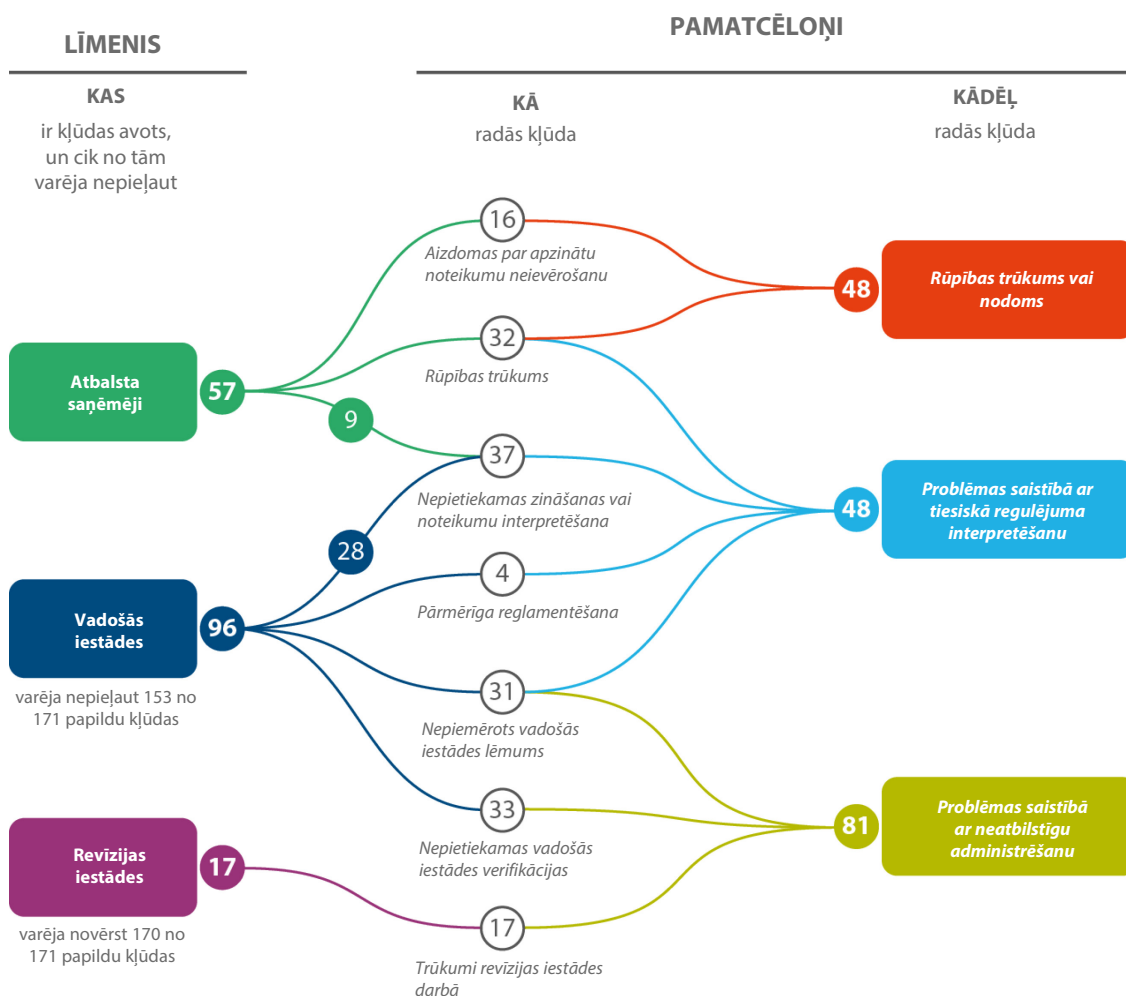 LĪMENIS
PAMATCĒLOŅI
KAS
ir kļūdas avots,
un cik no tām
varēja nepieļaut
KĀ
radās kļūda
KĀDĒĻ
radās kļūda
16
Aizdomas par apzinātu
noteikumu neievērošanu
48
Rūpības trūkums vai
nodoms
32
Rūpības trūkums
Atbalsta
saņēmēji
57
9
37
Nepietiekamas zināšanas vai
noteikumu interpretēšana
48
Problēmas saistībā ar
tiesiskā regulējuma
interpretēšanu
28
4
Pārmērīga reglamentēšana
Vadošās
iestādes
96
varēja nepieļaut 153 no
171 papildu kļūdas
31
Nepiemērots vadošās
iestādes lēmums
33
Nepietiekamas vadošās
iestādes verifikācijas
81
Problēmas saistībā
ar neatbilstīgu
administrēšanu
Revīzijas
iestādes
17
varēja novērst 170 no
171 papildu kļūdas
17
Trūkumi revīzijas iestādes
darbā